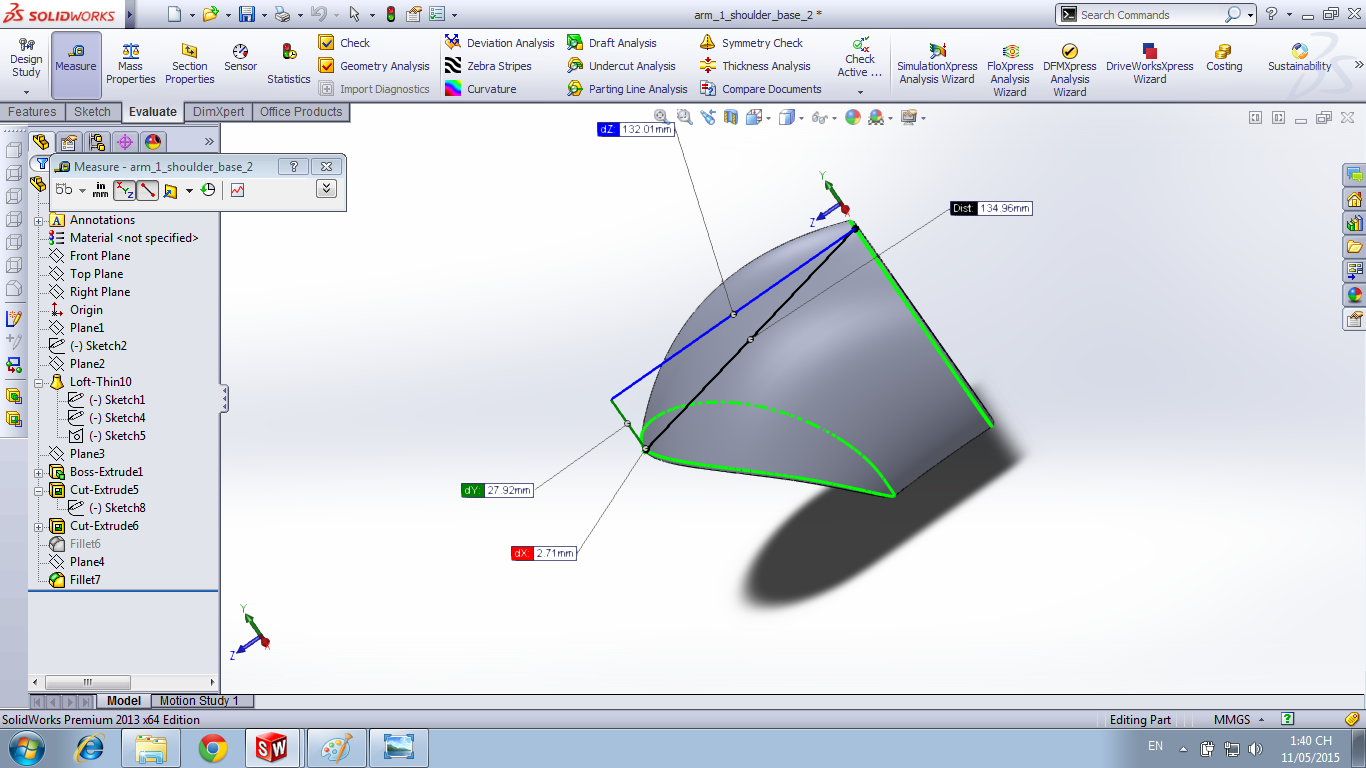 SOLIDWORKS
arm_1_shoulder_base_2 *
Search Commands
Design Study
Measure
Mass Properties
Section Properties
Sensor
Statistics
Check
Geometry Analysis
Import Diagnostics
Deviation Analysis
Zebra Stripes
Curvature
Draft Analysis
Undercut Analysis
Parting Line Analysis
Symmetry Check
Thickness Analysis
Compare Documents
Check Active ...
SimulationXpress Analysis Wizard
FloXpress Analysis Wizard
DFMXpress Analysis Wizard
DriveWorksXpress Wizard
Costing
Sustainability
Features
Sketch
Evaluate
DimXpert
Office Products
Measure - arm_1_shoulder_base_2
in
mm
XYZ
Annotations
Material <not specified>
Front Plane
Top Plane
Right Plane
Origin
Plane1
(-) Sketch2
Plane2
Loft-Thin10
(-) Sketch1
(-) Sketch4
(-) Sketch5
Plane3
Boss-Extrude1
Cut-Extrude5
(-) Sketch8
Cut-Extrude6
Fillet6
Plane4
Fillet7
dZ: 132.01mm
Y
X
Z
Dist: 134.96mm
dY: 27.92mm
dX: 2.71mm
Y
X
Z
Model
Motion Study 1
SolidWorks Premium 2013 x64 Edition
Editing Part
MMGS
SW
EN
1:40 CH
11/05/2015